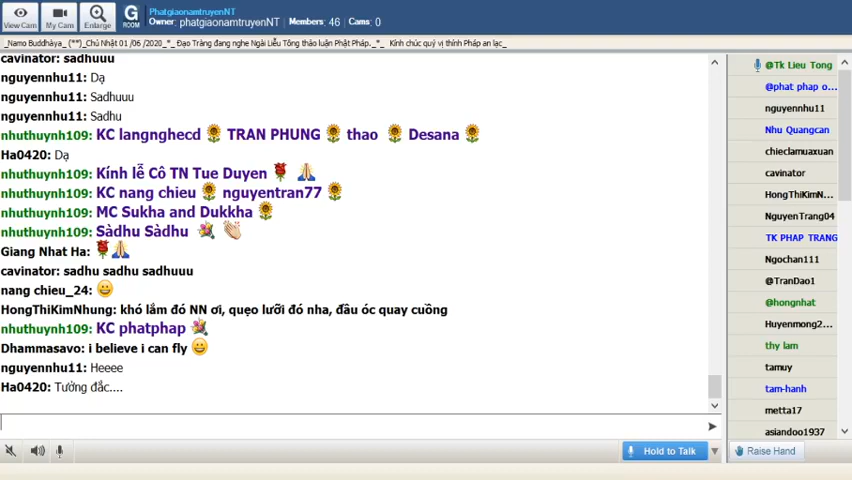 View Cam
My Cam
Enlarge
G ROOM
PhatgiaonamtruyenNT
Owner: phatgiaonamtruyenNT Members: 46 Cams: 0
_Namo Buddhàya_ (**)_Chủ Nhật 01 /06 /2020_*_ Đạo Tràng đang nghe Ngài Liễu Tông thảo luận Phật Pháp._*_ Kính chúc quý vị thính Pháp an lạc_
cavinator: sadhuuu
nguyennhu11: Dạ
nguyennhu11: Sadhuuu
nguyennhu11: Sadhu
nhuthuynh109: KC langnghecd 🌻 TRAN PHUNG 🌻 thao 🌻 Desana 🌻
Ha0420: Dạ
nhuthuynh109: Kính lễ Cô TN Tue Duyen 🌹 🙏
nhuthuynh109: KC nang chieu 🌻 nguyentran77 🌻
nhuthuynh109: MC Sukha and Dukkha 🌻
nhuthuynh109: Sàdhu Sàdhu 💐 👏
Giang Nhat Ha: 🌹🙏
cavinator: sadhu sadhu sadhuuu
nang chieu_24: 😀
HongThiKimNhung: khó lắm đó NN ơi, quẹo lưỡi đó nha, đầu óc quay cuồng
nhuthuynh109: KC phatphap 💐
Dhammasavo: i believe i can fly 😀
nguyennhu11: Heeee
Ha0420: Tưởng đắc....
Hold to Talk
@Tk Lieu Tong
@phat phap o...
nguyennhu11
Nhu Quangcan
chieclamuaxuan
cavinator
HongThiKimN...
NguyenTrang04
TK PHAP TRANG
Ngochan111
@TranDao1
@hongnhat
Huyenmong2...
thy lam
tamuy
tam-hanh
metta17
asiandoo1937
Raise Hand